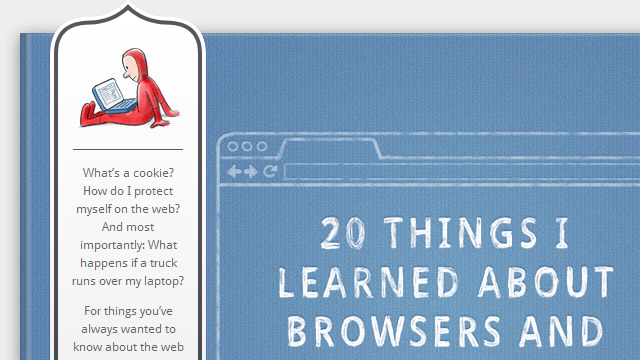 What's a cookie?
How do I protect
myself on the web?
And most
importantly: What
happens if a truck
runs over my laptop?
For things you've
always wanted to
know about the web
20 THINGS I
LEARNED ABOUT
BROWSERS AND